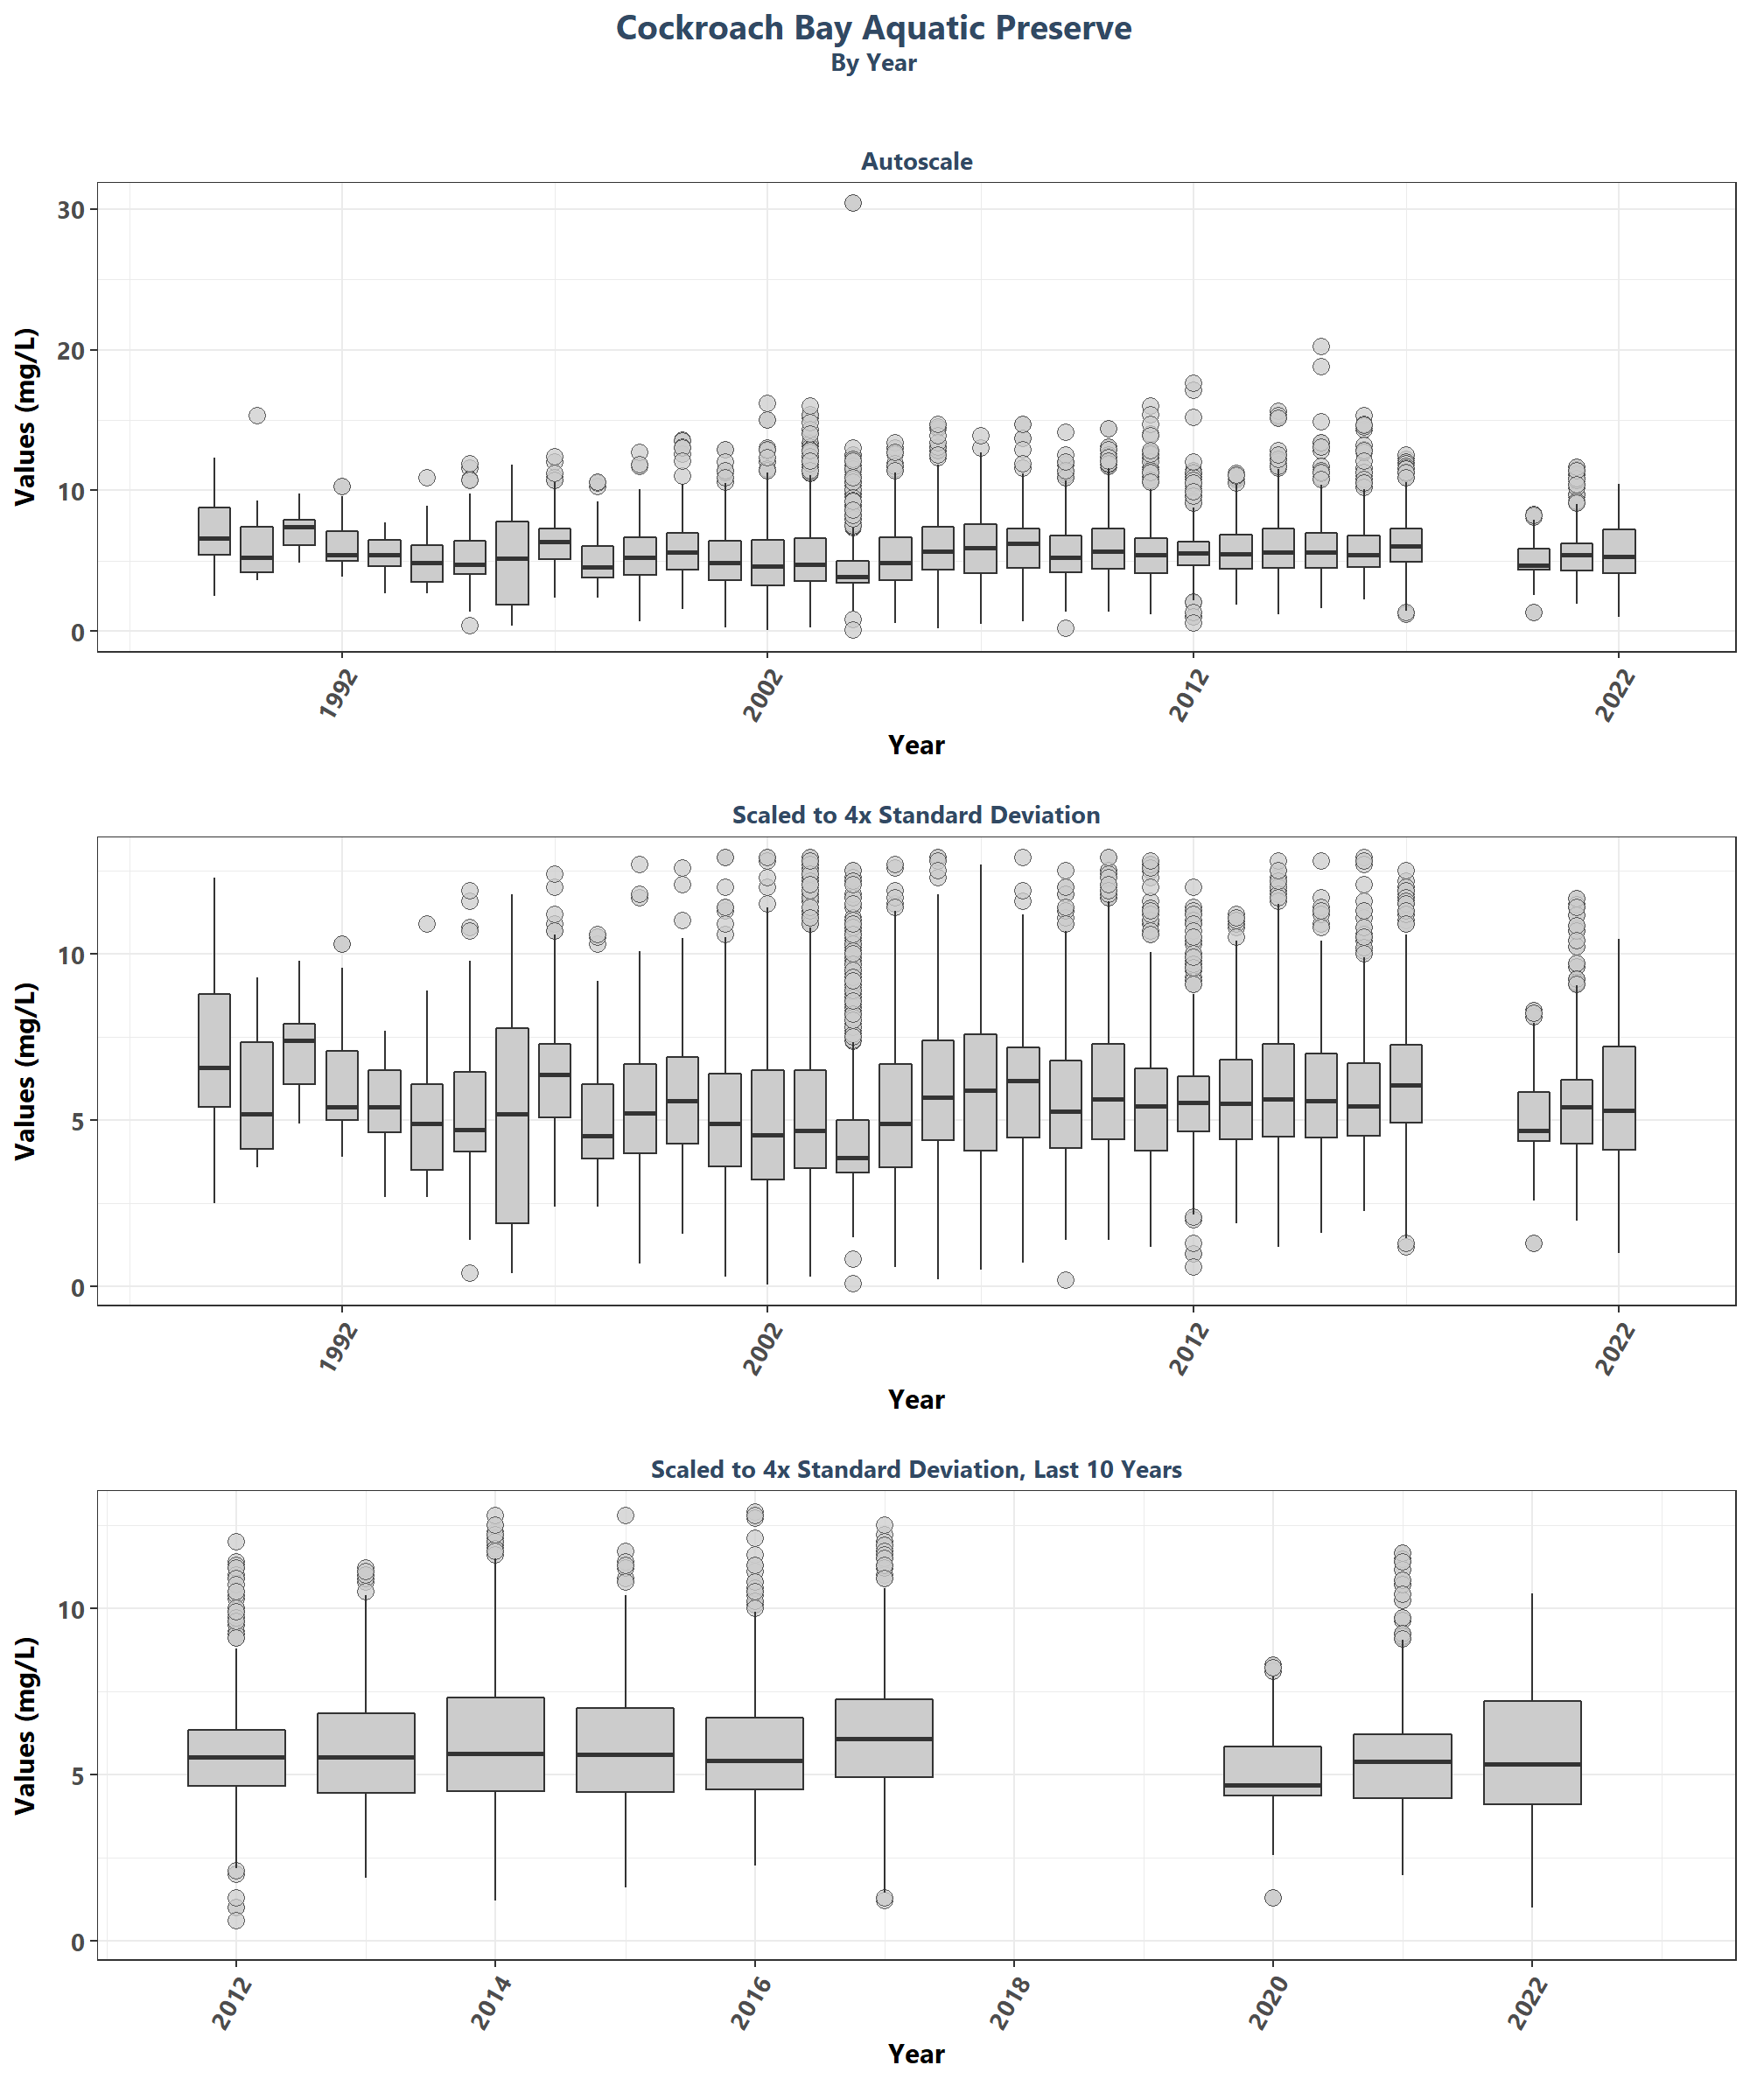 Cockroach Bay Aquatic Preserve
By Year
Autoscale
Values (mg/L)
30
20
10
0
1992
2002
2012
2022
Year
Scaled to 4x Standard Deviation
Values (mg/L)
10
5
0
1992
2002
2012
2022
Year
Scaled to 4x Standard Deviation, Last 10 Years
Values (mg/L)
10
5
0
2012
2014
2016
2018
2020
2022
Year